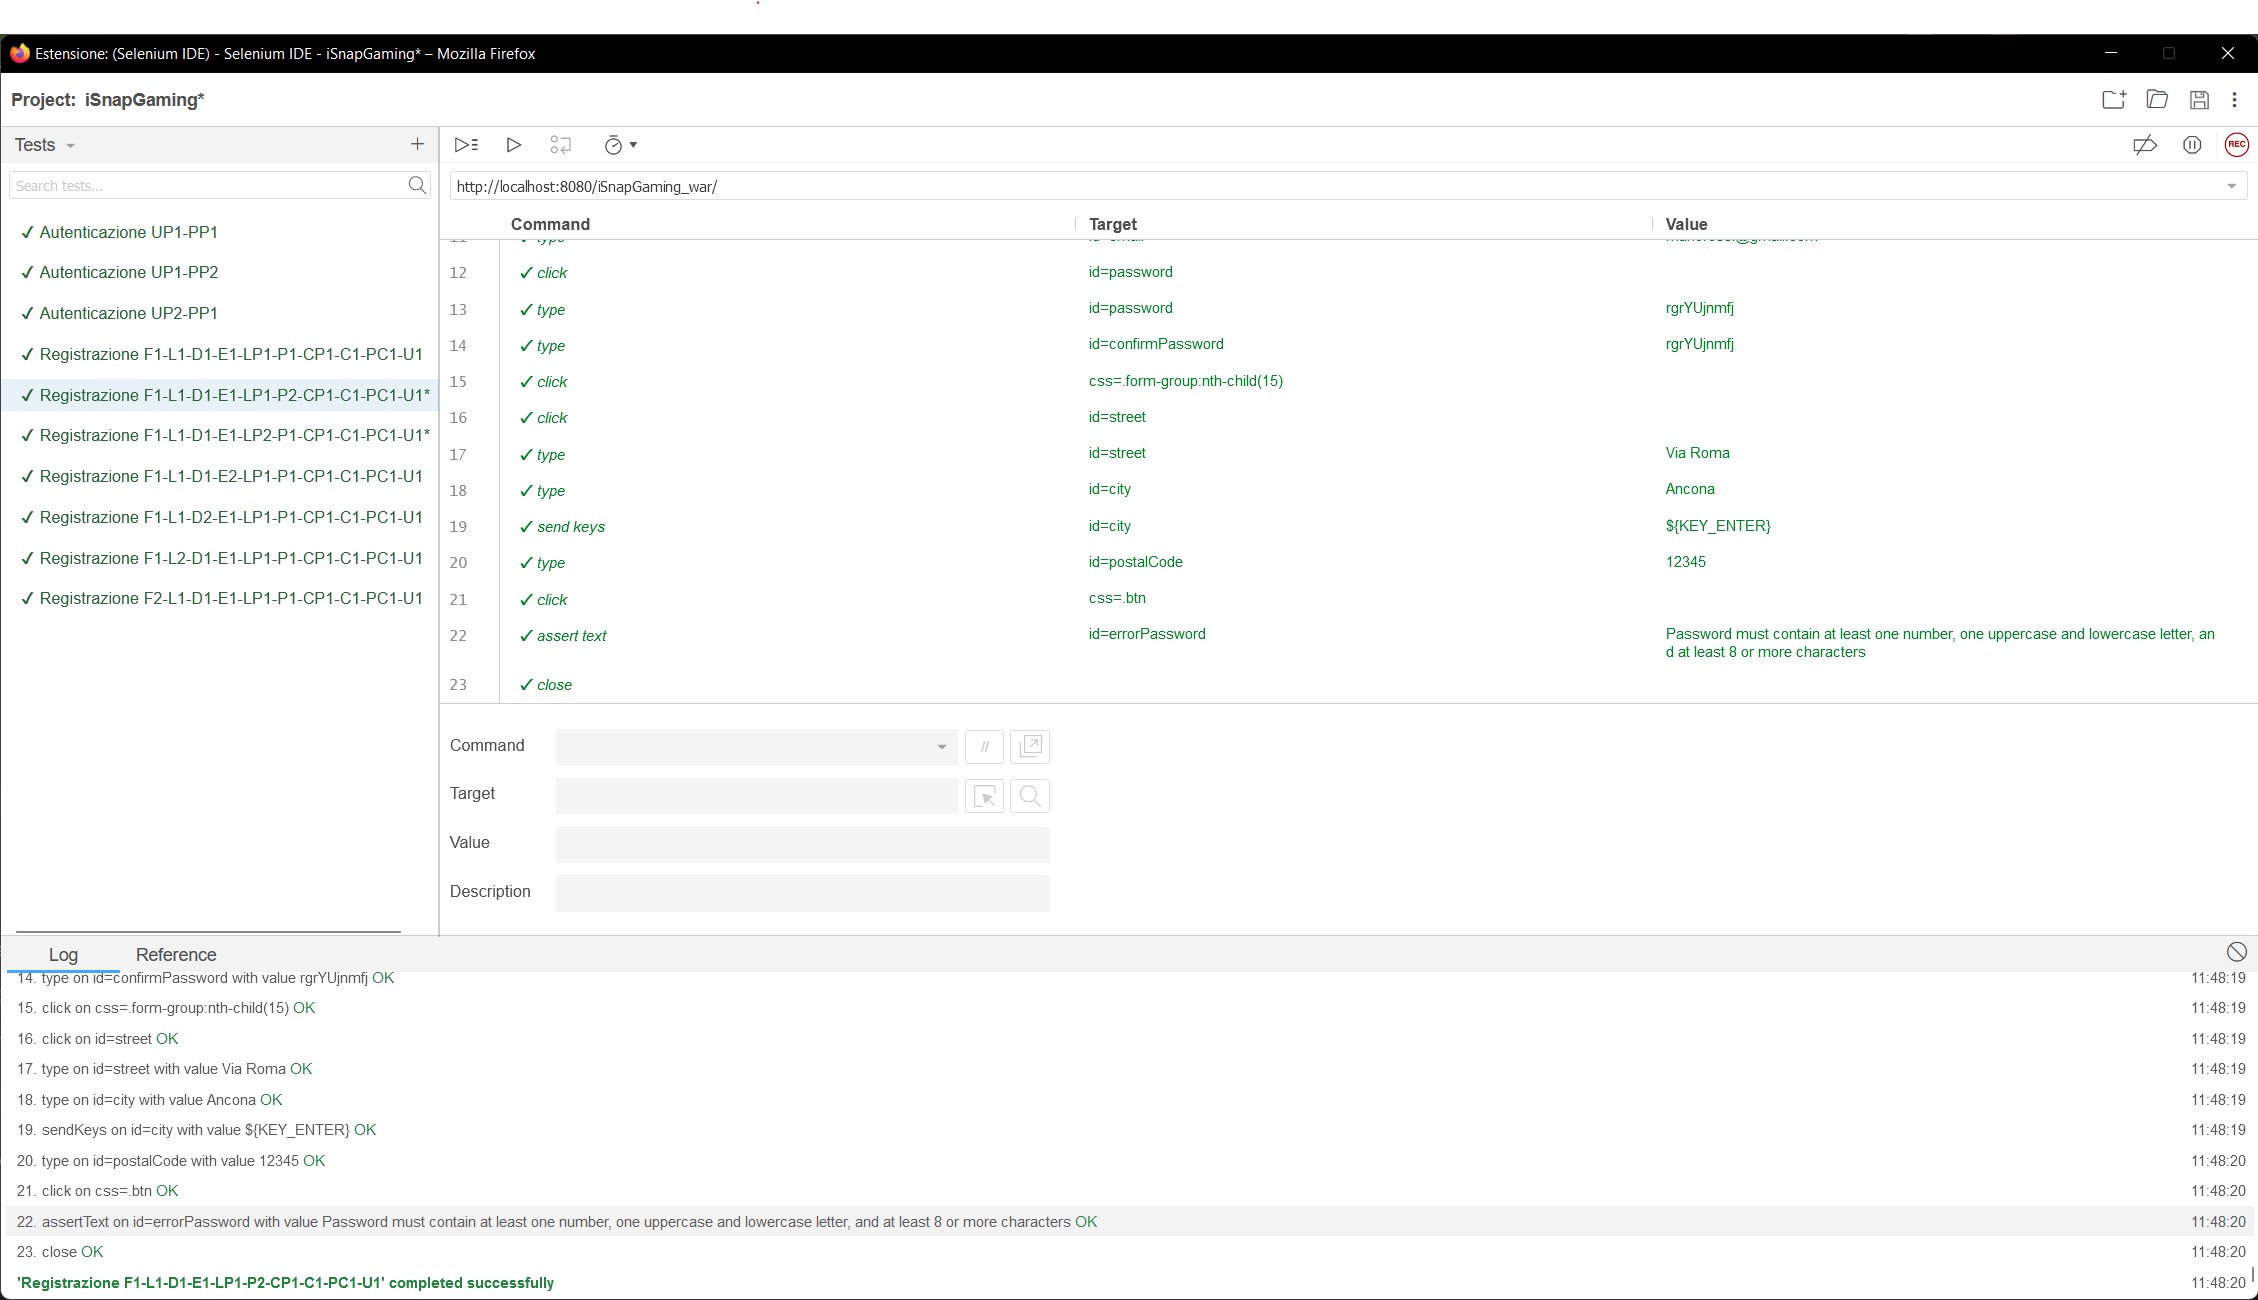 Estensione: (Selenium IDE) - Selenium IDE - iSnapGaming* – Mozilla Firefox
Project: iSnapGaming*
Tests
Search tests...
✓ Autenticazione UP1-PP1
✓ Autenticazione UP1-PP2
✓ Autenticazione UP2-PP1
✓ Registrazione F1-L1-D1-E1-LP1-P1-CP1-C1-PC1-U1
✓ Registrazione F1-L1-D1-E1-LP1-P2-CP1-C1-PC1-U1*
✓ Registrazione F1-L1-D1-E1-LP2-P1-CP1-C1-PC1-U1*
✓ Registrazione F1-L1-D1-E2-LP1-P1-CP1-C1-PC1-U1
✓ Registrazione F1-L1-D2-E1-LP1-P1-CP1-C1-PC1-U1
✓ Registrazione F1-L2-D1-E1-LP1-P1-CP1-C1-PC1-U1
✓ Registrazione F2-L1-D1-E1-LP1-P1-CP1-C1-PC1-U1
REC
http://localhost:8080/iSnapGaming_war/
Command Target Value
12 ✓ click id=password
13 ✓ type id=password rgrYUjnmfj
14 ✓ type id=confirmPassword rgrYUjnmfj
15 ✓ click css=.form-group:nth-child(15)
16 ✓ click id=street
17 ✓ type id=street Via Roma
18 ✓ type id=city Ancona
19 ✓ send keys id=city ${KEY_ENTER}
20 ✓ type id=postalCode 12345
21 ✓ click css=.btn
22 ✓ assert text id=errorPassword Password must contain at least one number, one uppercase and lowercase letter, an
d at least 8 or more characters
23 ✓ close
Command
//
Target
Value
Description
Log Reference
14. type on id=confirmPassword with value rgrYUjnmfj OK 11:48:19
15. click on css=.form-group:nth-child(15) OK 11:48:19
16. click on id=street OK 11:48:19
17. type on id=street with value Via Roma OK 11:48:19
18. type on id=city with value Ancona OK 11:48:19
19. sendKeys on id=city with value ${KEY_ENTER} OK 11:48:19
20. type on id=postalCode with value 12345 OK 11:48:20
21. click on css=.btn OK 11:48:20
22. assertText on id=errorPassword with value Password must contain at least one number, one uppercase and lowercase letter, and at least 8 or more characters OK 11:48:20
23. close OK 11:48:20
'Registrazione F1-L1-D1-E1-LP1-P2-CP1-C1-PC1-U1' completed successfully 11:48:20